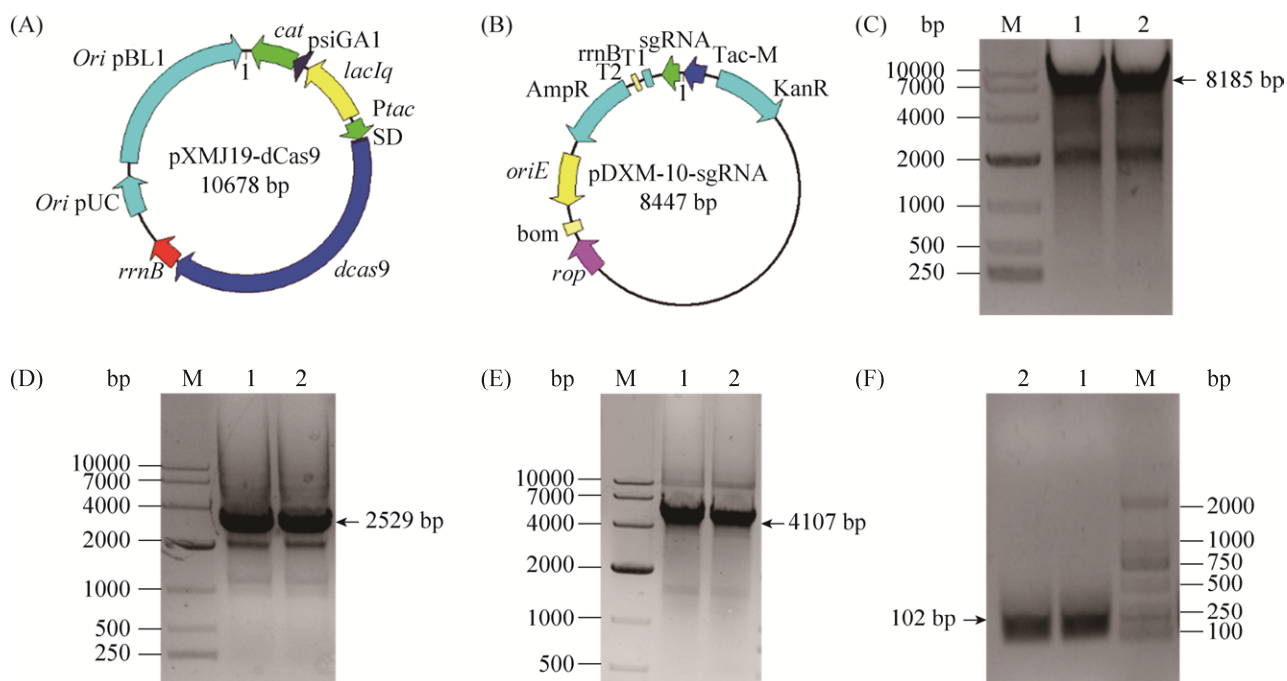 (A)
cat
psiGA1
lacIq
Ptac
SD
dcas9
rrnB
Ori pUC
Ori pBL1
1
pXMJ19-dCas9
10678 bp
(B)
rrnB
T1
T2
sgRNA
Tac-M
KanR
AmpR
oriE
bom
rop
1
pDXM-10-sgRNA
8447 bp
(C) bp M 1 2
10000
7000
4000
2000
1000
500
250
8185 bp
(D) bp M 1 2
10000
7000
4000
2000
1000
500
250
2529 bp
(E) bp M 1 2
10000
7000
4000
2000
1000
500
4107 bp
(F) 2 1 M bp
2000
1000
750
500
250
100
102 bp